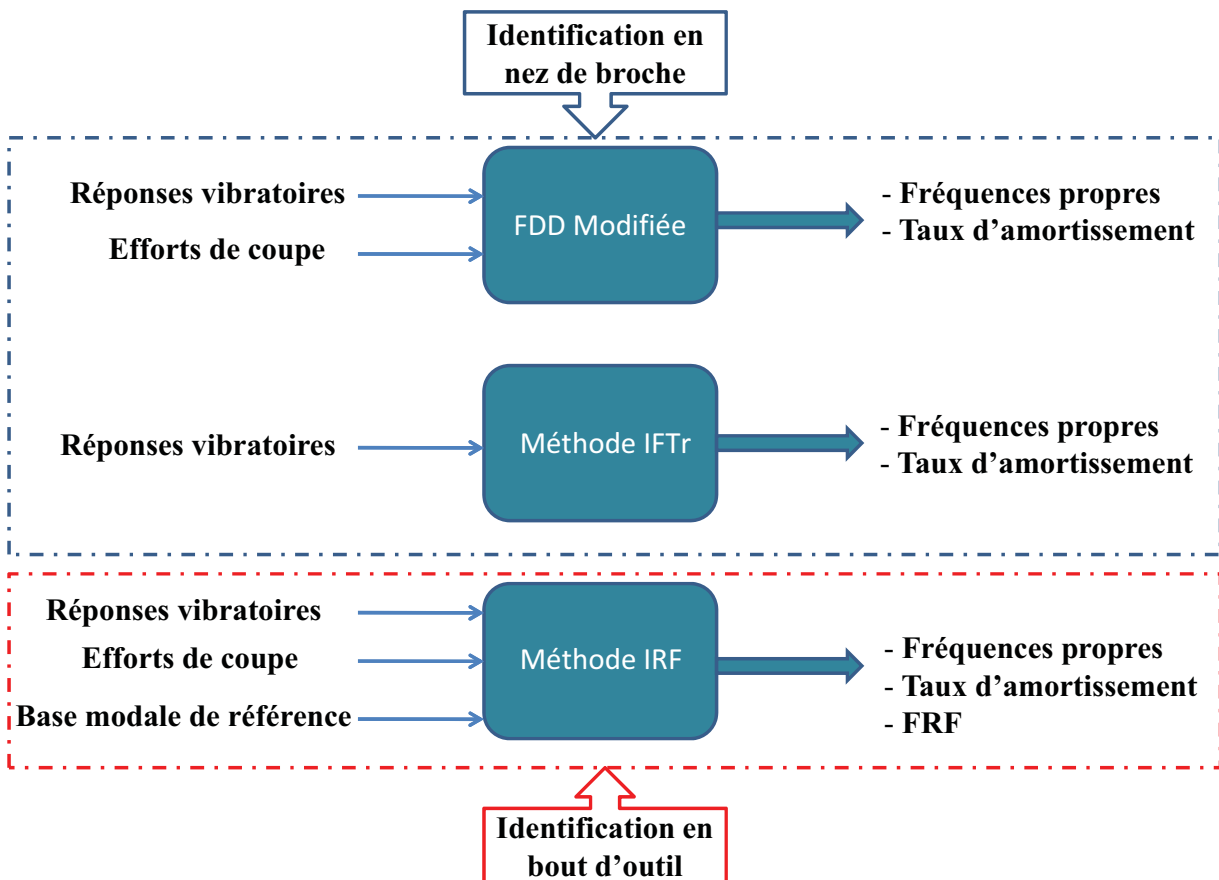 Identification en
nez de broche
Réponses vibratoires
Efforts de coupe
FDD Modifiée
- Fréquences propres
- Taux d’amortissement
Réponses vibratoires
Méthode IFTr
- Fréquences propres
- Taux d’amortissement
Réponses vibratoires
Efforts de coupe
Base modale de référence
Méthode IRF
- Fréquences propres
- Taux d’amortissement
- FRF
Identification en
bout d’outil